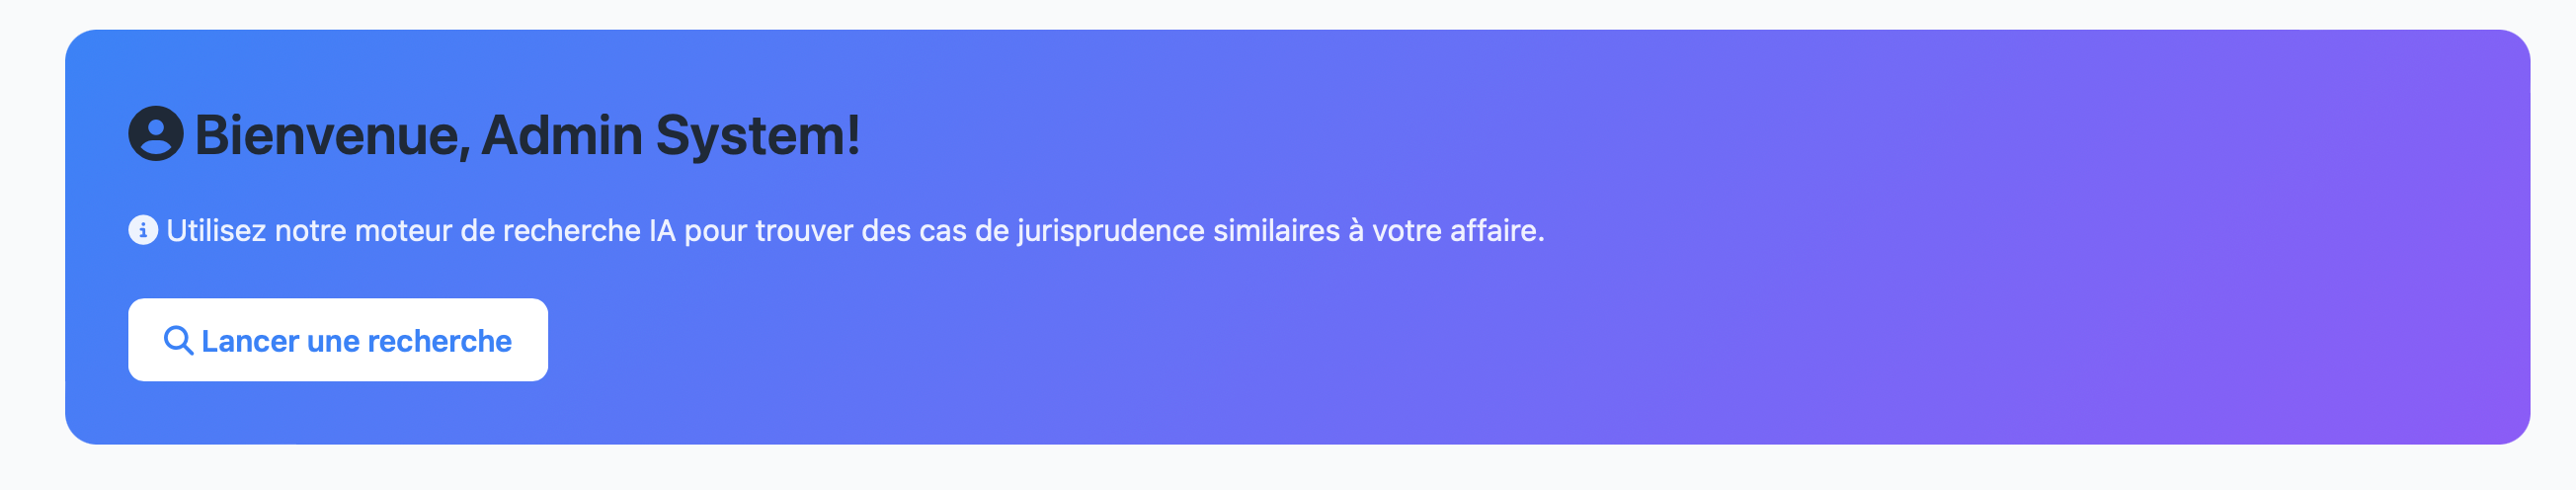 Bienvenue, Admin System!
Utilisez notre moteur de recherche IA pour trouver des cas de jurisprudence similaires à votre affaire.
Lancer une recherche